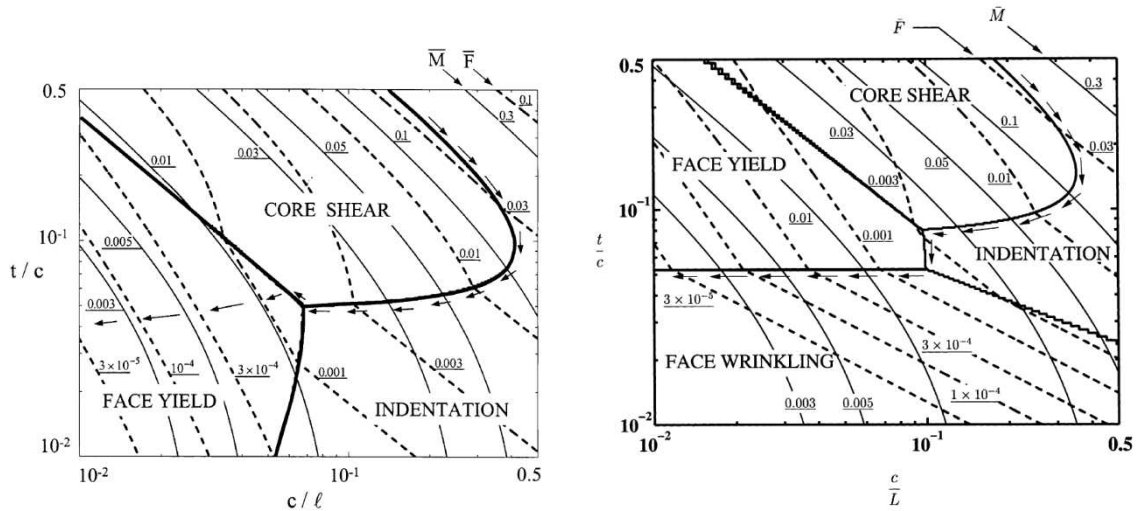 M̅ F̅
0.5
0.1
0.3
0.1
0.05
0.03
0.01
0.03
CORE SHEAR
0.005
0.01
10⁻¹
t / c
0.003
3×10⁻⁵
10⁻⁴
3×10⁻⁴
0.001
0.003
FACE YIELD
INDENTATION
10⁻²
10⁻²
10⁻¹
0.5
c / ℓ
F̄ M̄
0.5
CORE SHEAR
0.3
0.1
0.03
0.03
FACE YIELD
0.003
0.05
0.01
0.01
10⁻¹
0.001
t
c
INDENTATION
3 × 10⁻⁵
FACE WRINKLING
3 × 10⁻⁴
1 × 10⁻⁴
0.003
0.005
10⁻²
10⁻²
10⁻¹
0.5
c
L